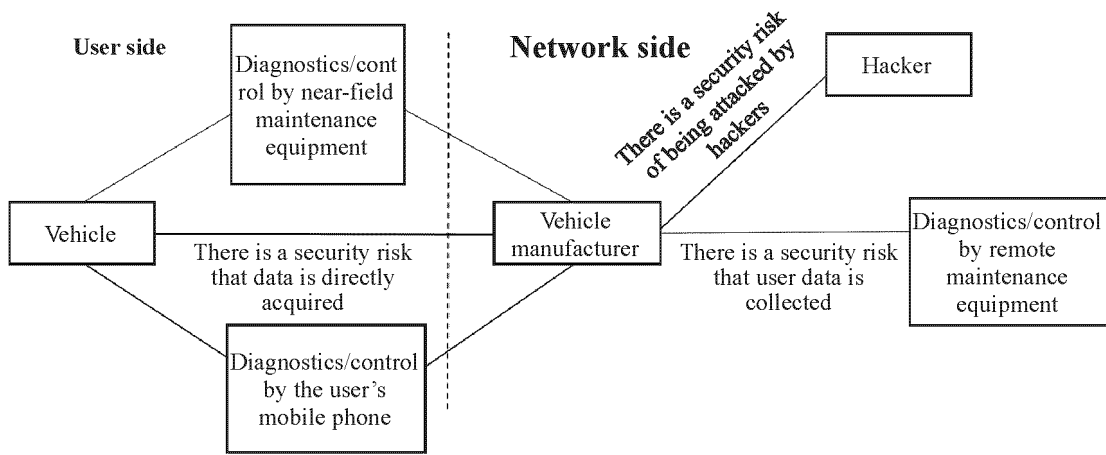 User side
Diagnostics/cont
rol by near-field
maintenance
equipment
Network side
There is a security risk
of being attacked by
hackers
Hacker
Vehicle
There is a security risk
that data is directly
acquired
Vehicle
manufacturer
There is a security risk
that user data is
collected
Diagnostics/control
by remote
maintenance
equipment
Diagnostics/control
by the user’s
mobile phone